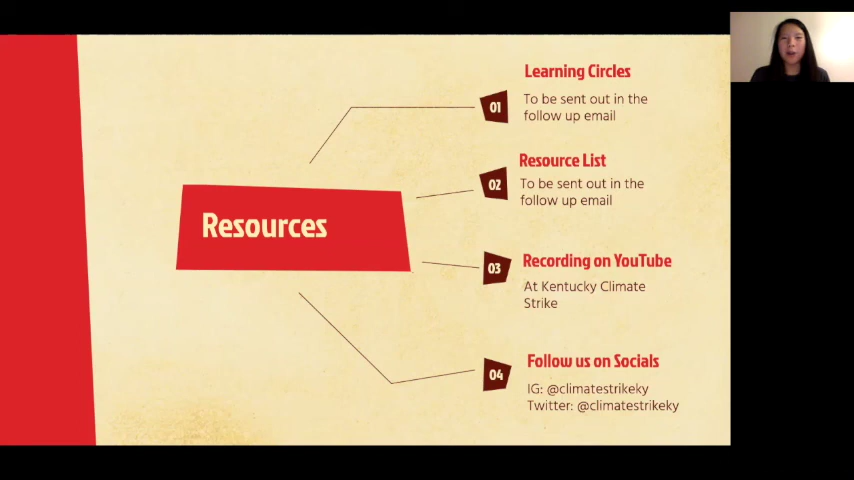 Resources
01
Learning Circles
To be sent out in the
follow up email
02
Resource List
To be sent out in the
follow up email
03
Recording on YouTube
At Kentucky Climate
Strike
04
Follow us on Socials
IG: @climatestrikeky
Twitter: @climatestrikeky